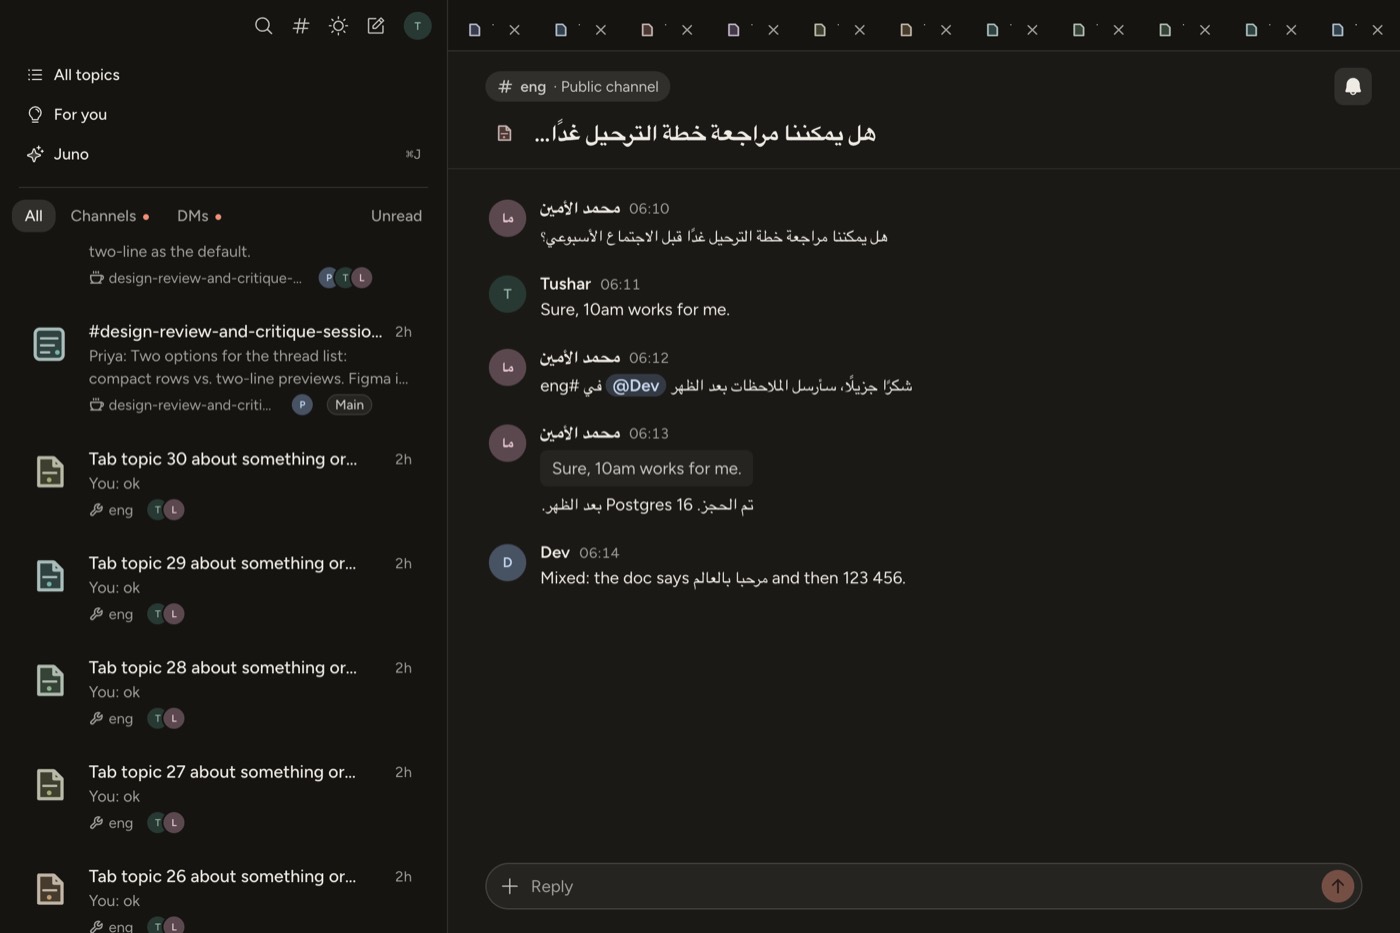 T
All topics
For you
Juno ⌘J
All Channels DMs Unread
two-line as the default.
design-review-and-critique-... P T L
#design-review-and-critique-sessio... 2h
Priya: Two options for the thread list:
compact rows vs. two-line previews. Figma i...
design-review-and-criti... P Main
Tab topic 30 about something or... 2h
You: ok
eng T L
Tab topic 29 about something or... 2h
You: ok
eng T L
Tab topic 28 about something or... 2h
You: ok
eng T L
Tab topic 27 about something or... 2h
You: ok
eng T L
Tab topic 26 about something or... 2h
You: ok
eng T L
# eng · Public channel
هل يمكننا مراجعة خطة الترحيل غدًا...
ما محمد الأمين 06:10
هل يمكننا مراجعة خطة الترحيل غدًا قبل الاجتماع الأسبوعي؟
T Tushar 06:11
Sure, 10am works for me.
ما محمد الأمين 06:12
شكرًا جزيلًا، سأرسل الملاحظات بعد الظهر @Dev في #eng
ما محمد الأمين 06:13
Sure, 10am works for me.
تم الحجز. Postgres 16 بعد الظهر.
D Dev 06:14
Mixed: the doc says مرحبا بالعالم and then 123 456.
Reply